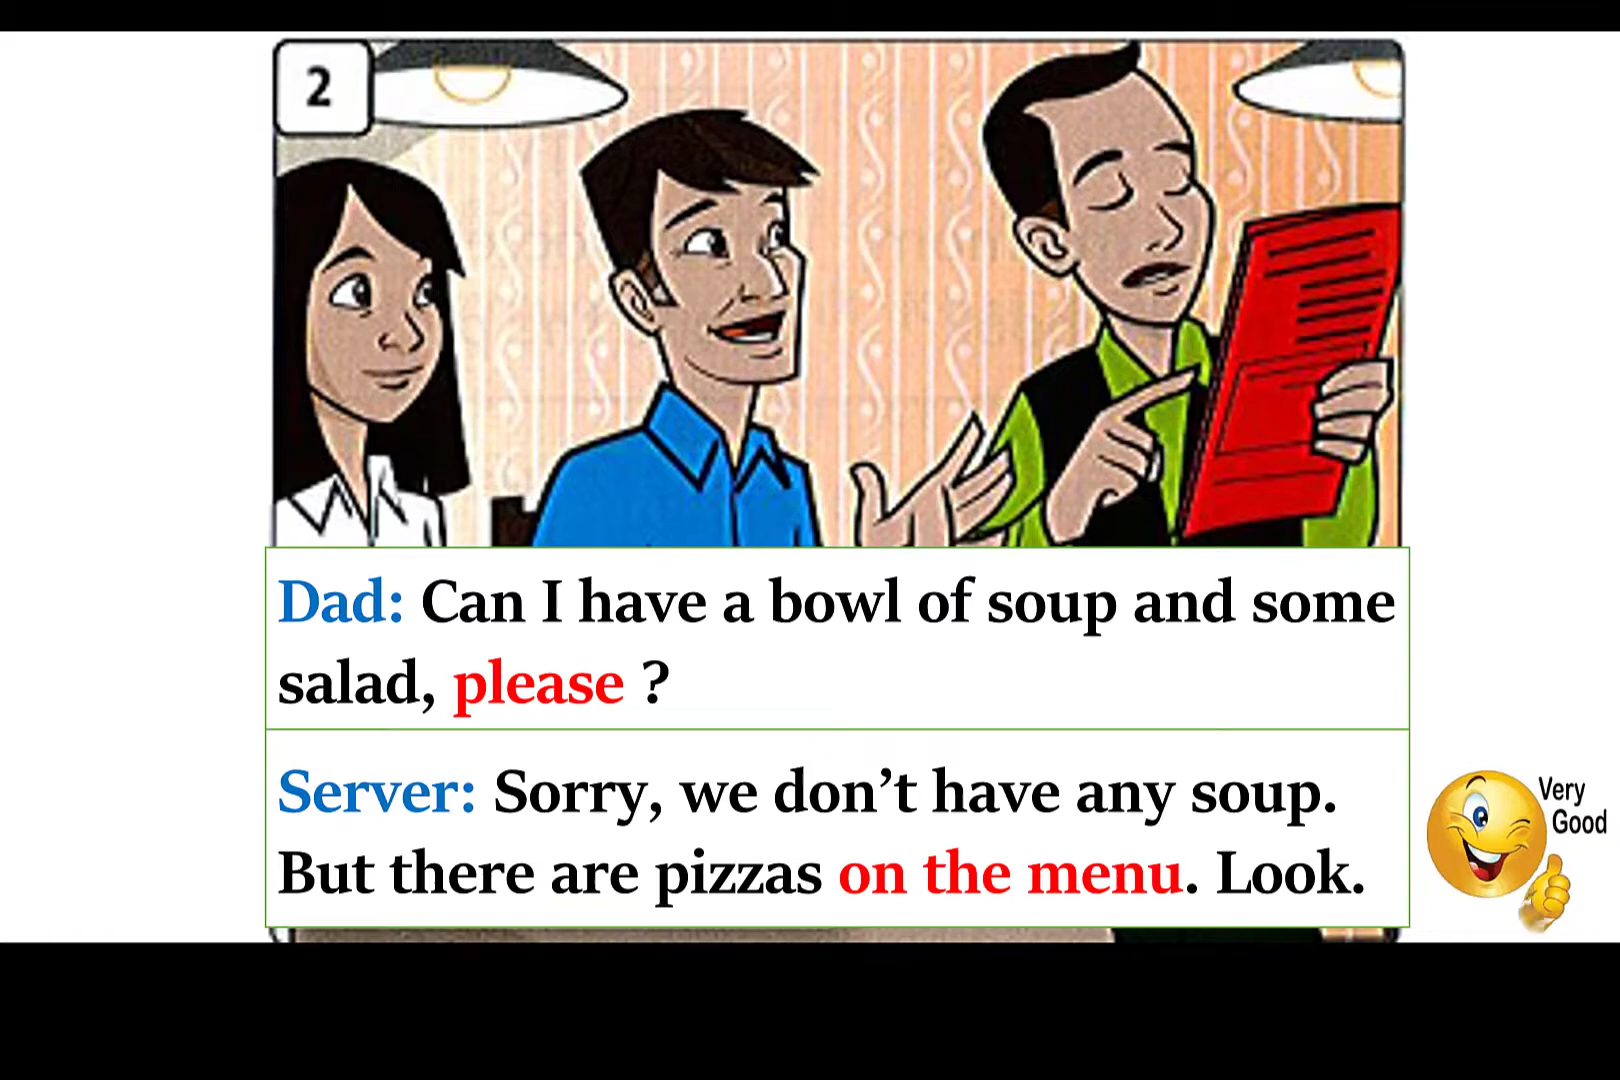 2
Dad: Can I have a bowl of soup and some
salad, please ?
Server: Sorry, we don’t have any soup.
But there are pizzas on the menu. Look.
Very
Good